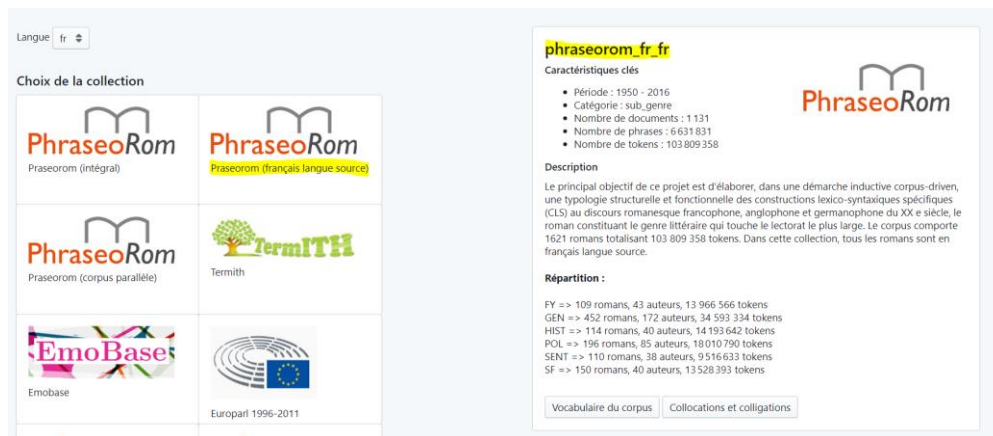 Langue fr
Choix de la collection
PhraseoRom
Praseorom (intégral)
PhraseoRom
Praseorom (français langue source)
PhraseoRom
Praseorom (corpus parallèle)
TermITH
Termith
EmoBase
Emobase
Europarl 1996-2011
phraseorom_fr_fr
Caractéristiques clés
PhraseoRom
• Période : 1950 - 2016
• Catégorie : sub_genre
• Nombre de documents : 1 131
• Nombre de phrases : 6 631 831
• Nombre de tokens : 103 809 358
Description
Le principal objectif de ce projet est d'élaborer, dans une démarche inductive corpus-driven,
une typologie structurelle et fonctionnelle des constructions lexico-syntaxiques spécifiques
(CLS) au discours romanesque francophone, anglophone et germanophone du XX e siècle, le
roman constituant le genre littéraire qui touche le lectorat le plus large. Le corpus comporte
1621 romans totalisant 103 809 358 tokens. Dans cette collection, tous les romans sont en
français langue source.
Répartition :
FY => 109 romans, 43 auteurs, 13 966 566 tokens
GEN => 452 romans, 172 auteurs, 34 593 334 tokens
HIST => 114 romans, 40 auteurs, 14 193 642 tokens
POL => 196 romans, 85 auteurs, 18 010 790 tokens
SENT => 110 romans, 38 auteurs, 9 516 633 tokens
SF => 150 romans, 40 auteurs, 13 528 393 tokens
Vocabulaire du corpus Collocations et colligations